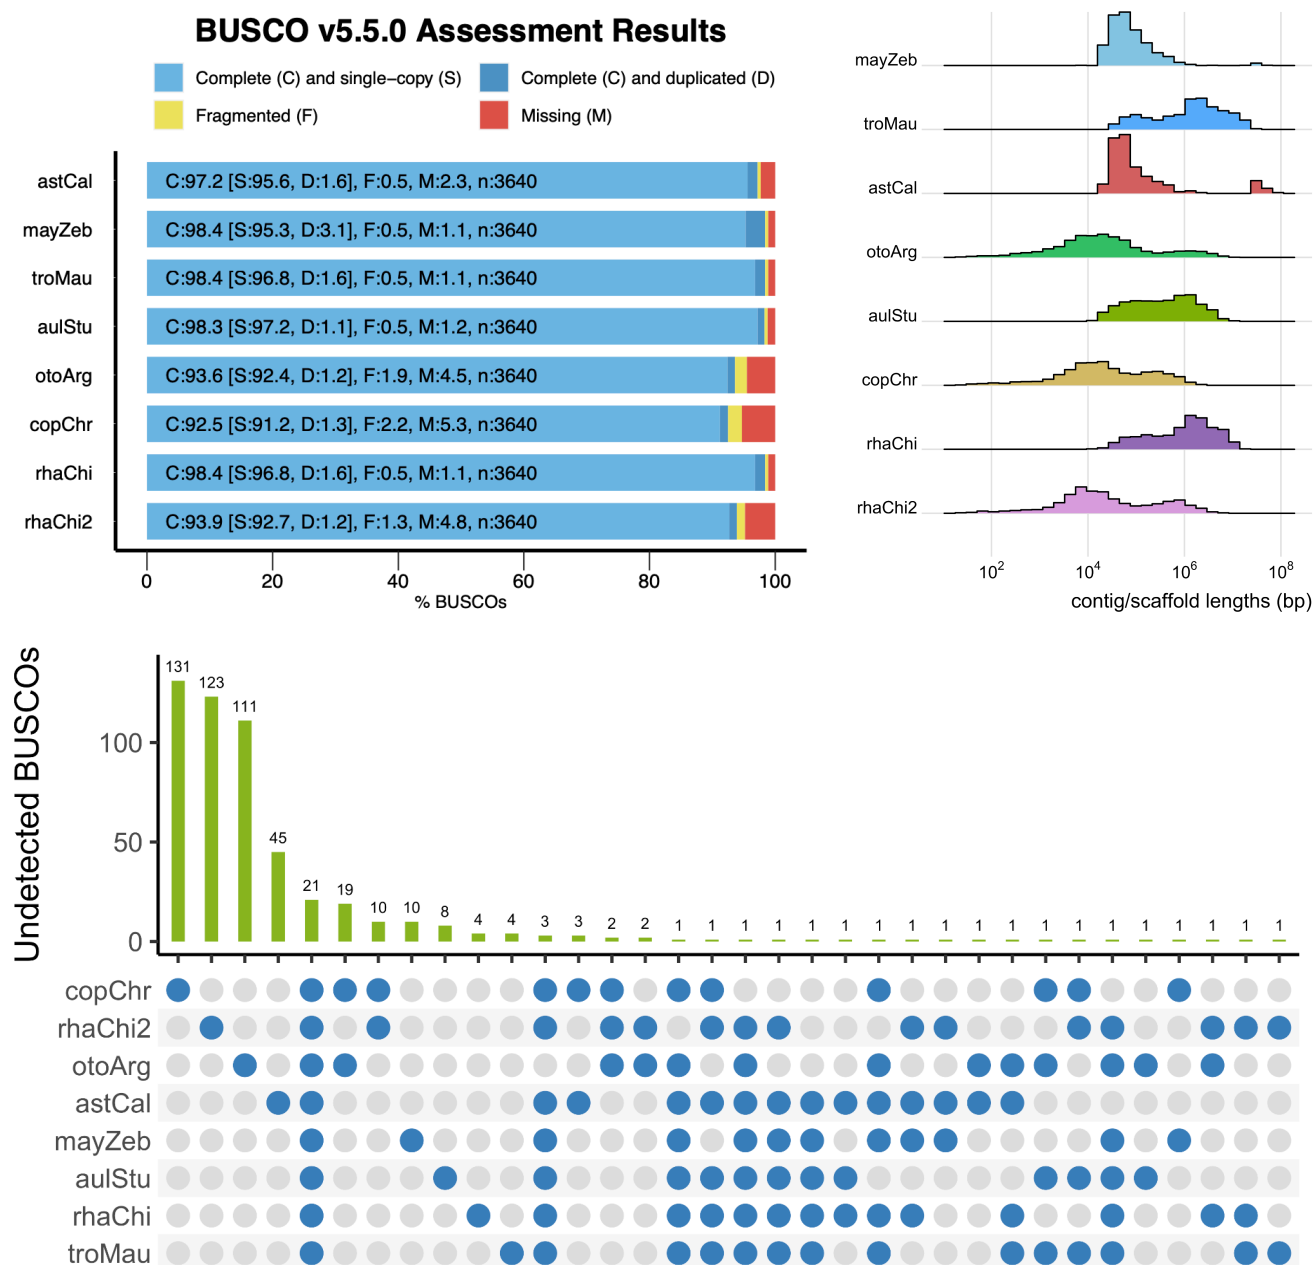 BUSCO v5.5.0 Assessment Results
Complete (C) and single−copy (S)
Complete (C) and duplicated (D)
Fragmented (F)
Missing (M)
astCal
C:97.2 [S:95.6, D:1.6], F:0.5, M:2.3, n:3640
mayZeb
C:98.4 [S:95.3, D:3.1], F:0.5, M:1.1, n:3640
troMau
C:98.4 [S:96.8, D:1.6], F:0.5, M:1.1, n:3640
aulStu
C:98.3 [S:97.2, D:1.1], F:0.5, M:1.2, n:3640
otoArg
C:93.6 [S:92.4, D:1.2], F:1.9, M:4.5, n:3640
copChr
C:92.5 [S:91.2, D:1.3], F:2.2, M:5.3, n:3640
rhaChi
C:98.4 [S:96.8, D:1.6], F:0.5, M:1.1, n:3640
rhaChi2
C:93.9 [S:92.7, D:1.2], F:1.3, M:4.8, n:3640
0 20 40 60 80 100
% BUSCOs
mayZeb
troMau
astCal
otoArg
aulStu
copChr
rhaChi
rhaChi2
10² 10⁴ 10⁶ 10⁸
contig/scaffold lengths (bp)
Undetected BUSCOs
100
50
0
131 123 111 45 21 19 10 10 8 4 4 3 3 2 2 1 1 1 1 1 1 1 1 1 1 1 1 1 1 1 1 1 1 1
copChr
rhaChi2
otoArg
astCal
mayZeb
aulStu
rhaChi
troMau